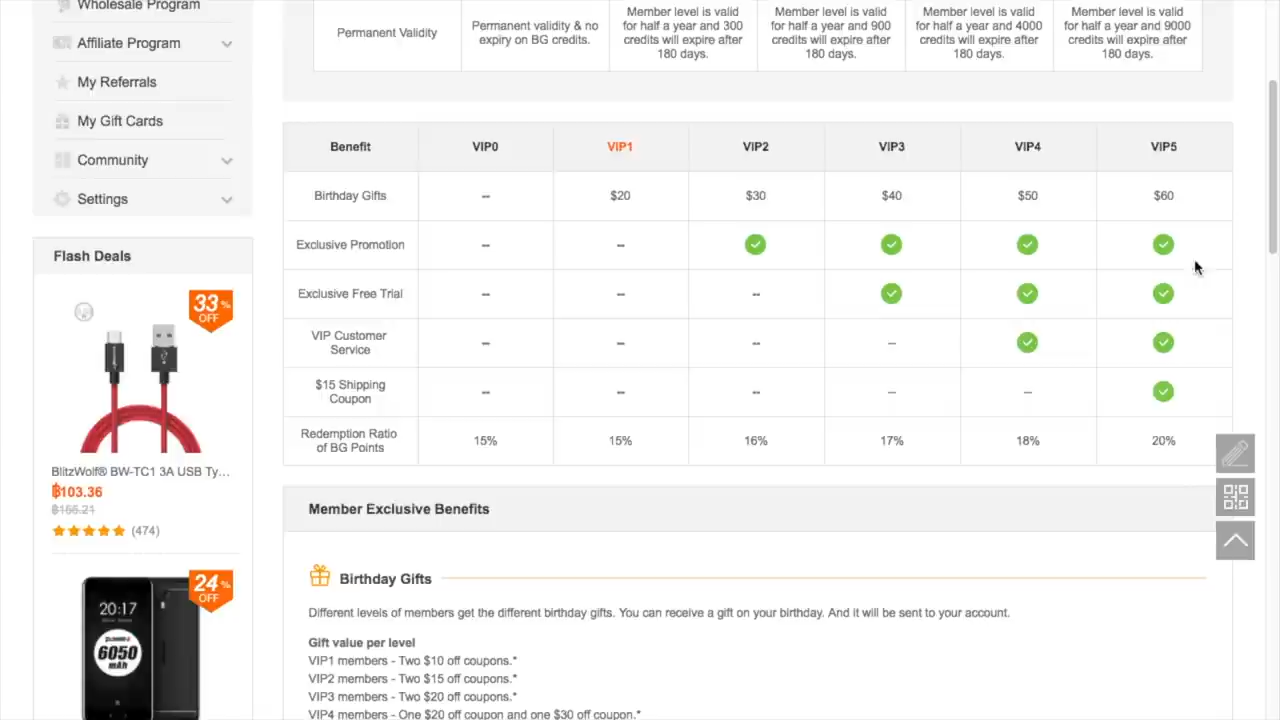 Wholesale Program
Affiliate Program
My Referrals
My Gift Cards
Community
Settings
Flash Deals
33%
OFF
BlitzWolf® BW-TC1 3A USB Ty...
฿103.36
(474)
24%
OFF
20:17
6050
mAh
Permanent Validity
Permanent validity & no
expiry on BG credits.
Member level is valid
for half a year and 300
credits will expire after
180 days.
Member level is valid
for half a year and 900
credits will expire after
180 days.
Member level is valid
for half a year and 4000
credits will expire after
180 days.
Member level is valid
for half a year and 9000
credits will expire after
180 days.
Benefit VIP0 VIP1 VIP2 VIP3 VIP4 VIP5
Birthday Gifts -- $20 $30 $40 $50 $60
Exclusive Promotion -- --
Exclusive Free Trial -- -- --
VIP Customer
Service -- -- -- --
$15 Shipping
Coupon -- -- -- -- --
Redemption Ratio
of BG Points 15% 15% 16% 17% 18% 20%
Member Exclusive Benefits
Birthday Gifts
Different levels of members get the different birthday gifts. You can receive a gift on your birthday. And it will be sent to your account.
Gift value per level
VIP1 members - Two $10 off coupons.*
VIP2 members - Two $15 off coupons.*
VIP3 members - Two $20 off coupons.*
VIP4 members - One $20 off coupon and one $30 off coupon.*